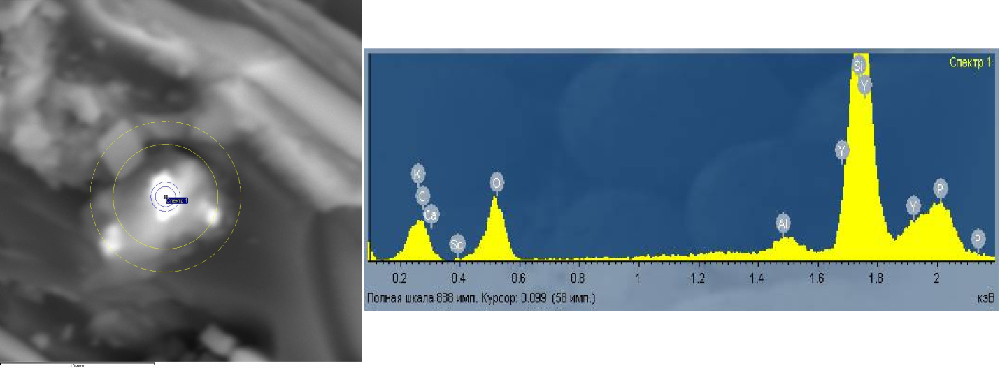 Спектр 1
10мкm
Спектр 1
Si
Y
Y
K
C
Ca
O
Sc
Al
Y
P
P
0.2 0.4 0.6 0.8 1 1.2 1.4 1.6 1.8 2
Полная шкала 888 имп. Курсор: 0.099 (58 имп.)
кэВ